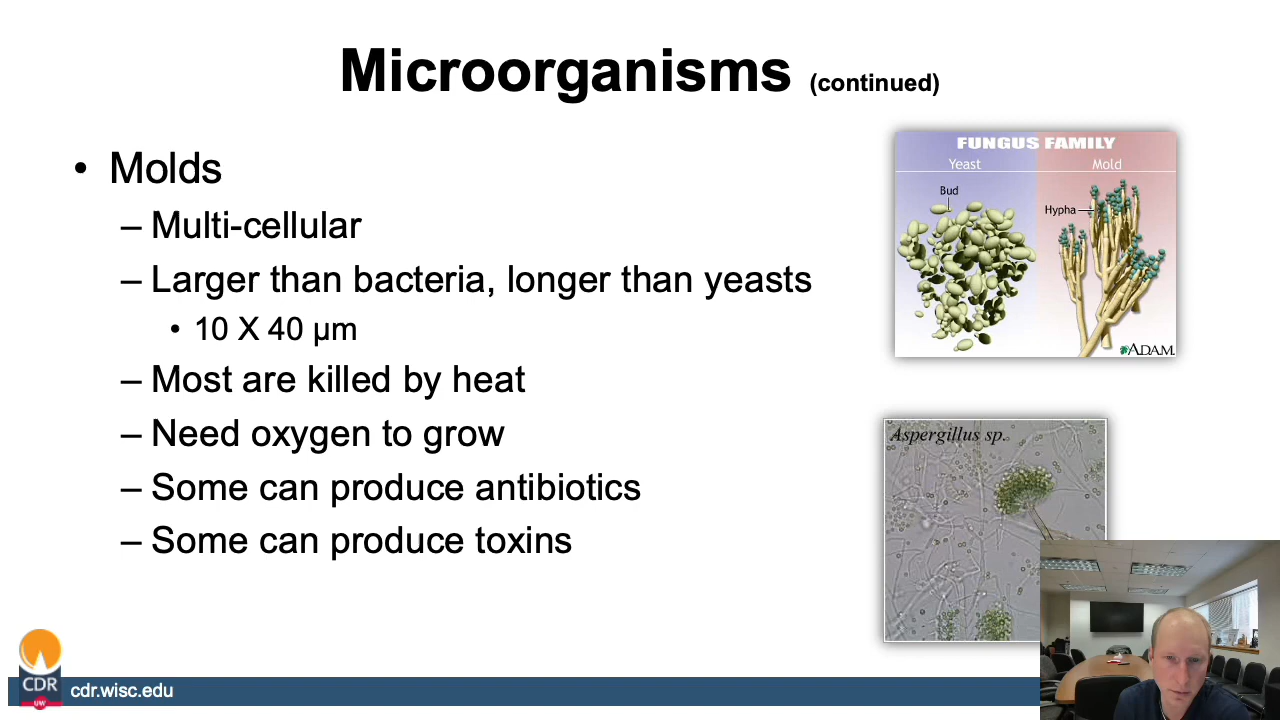 Microorganisms (continued)
• Molds
– Multi-cellular
– Larger than bacteria, longer than yeasts
• 10 X 40 µm
– Most are killed by heat
– Need oxygen to grow
– Some can produce antibiotics
– Some can produce toxins
FUNGUS FAMILY
Yeast Mold
Bud
Hypha
ADAM.
Aspergillus sp.
CDR
UW
cdr.wisc.edu